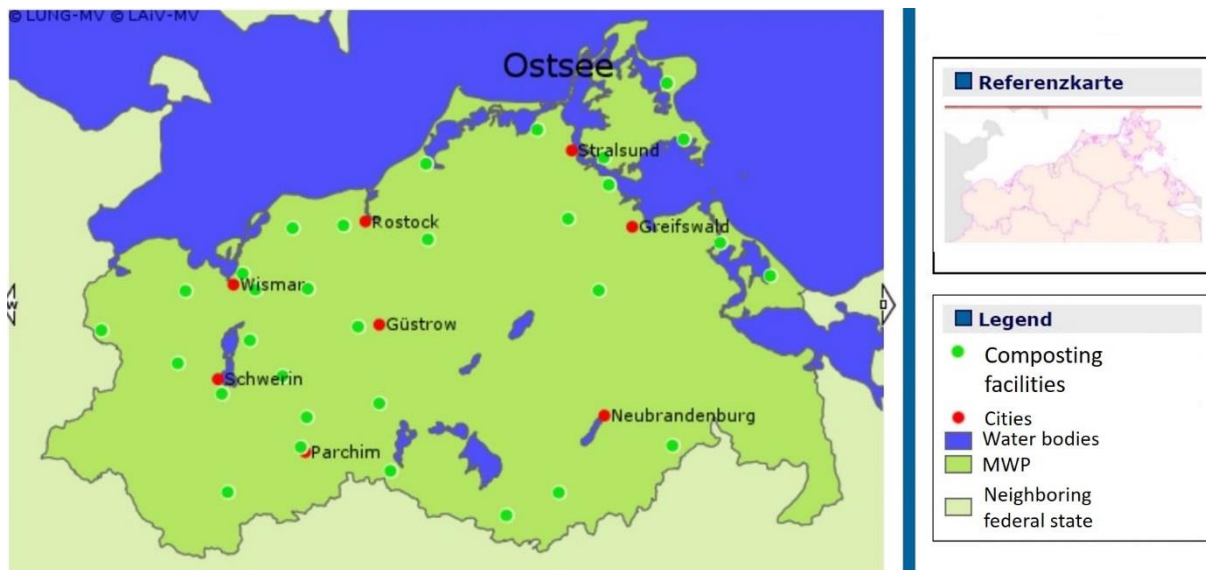 © LUNG-MV © LAiV-MV
Ostsee
Stralsund
Rostock
Greifswald
Wismar
Güstrow
Schwerin
Neubrandenburg
Parchim
Referenzkarte
Legend
Composting
facilities
Cities
Water bodies
MWP
Neighboring
federal state